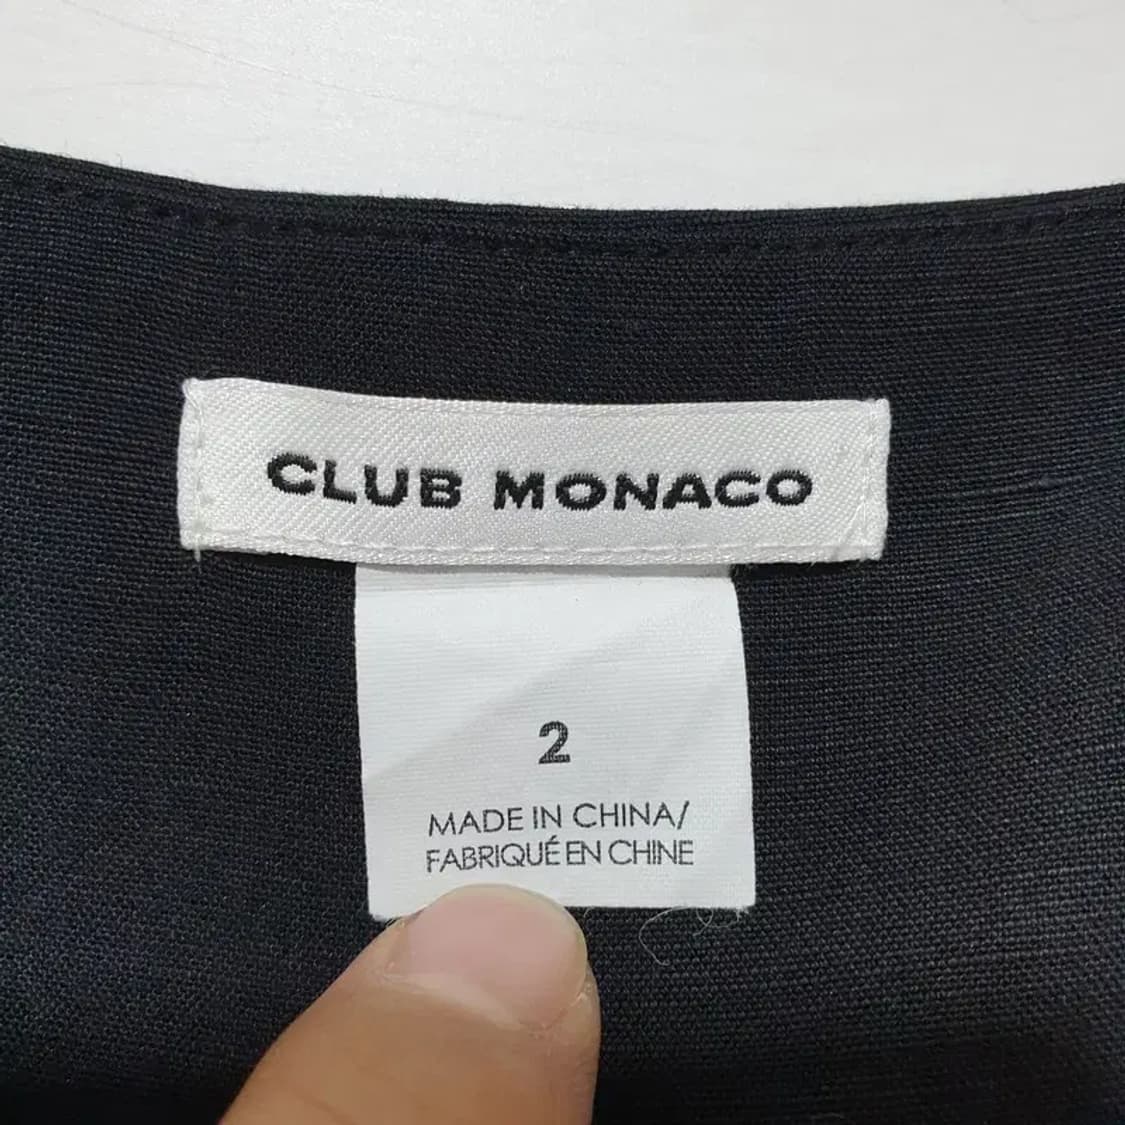 CLUB MONACO
2
MADE IN CHINA/
FABRIQUÉ EN CHINE